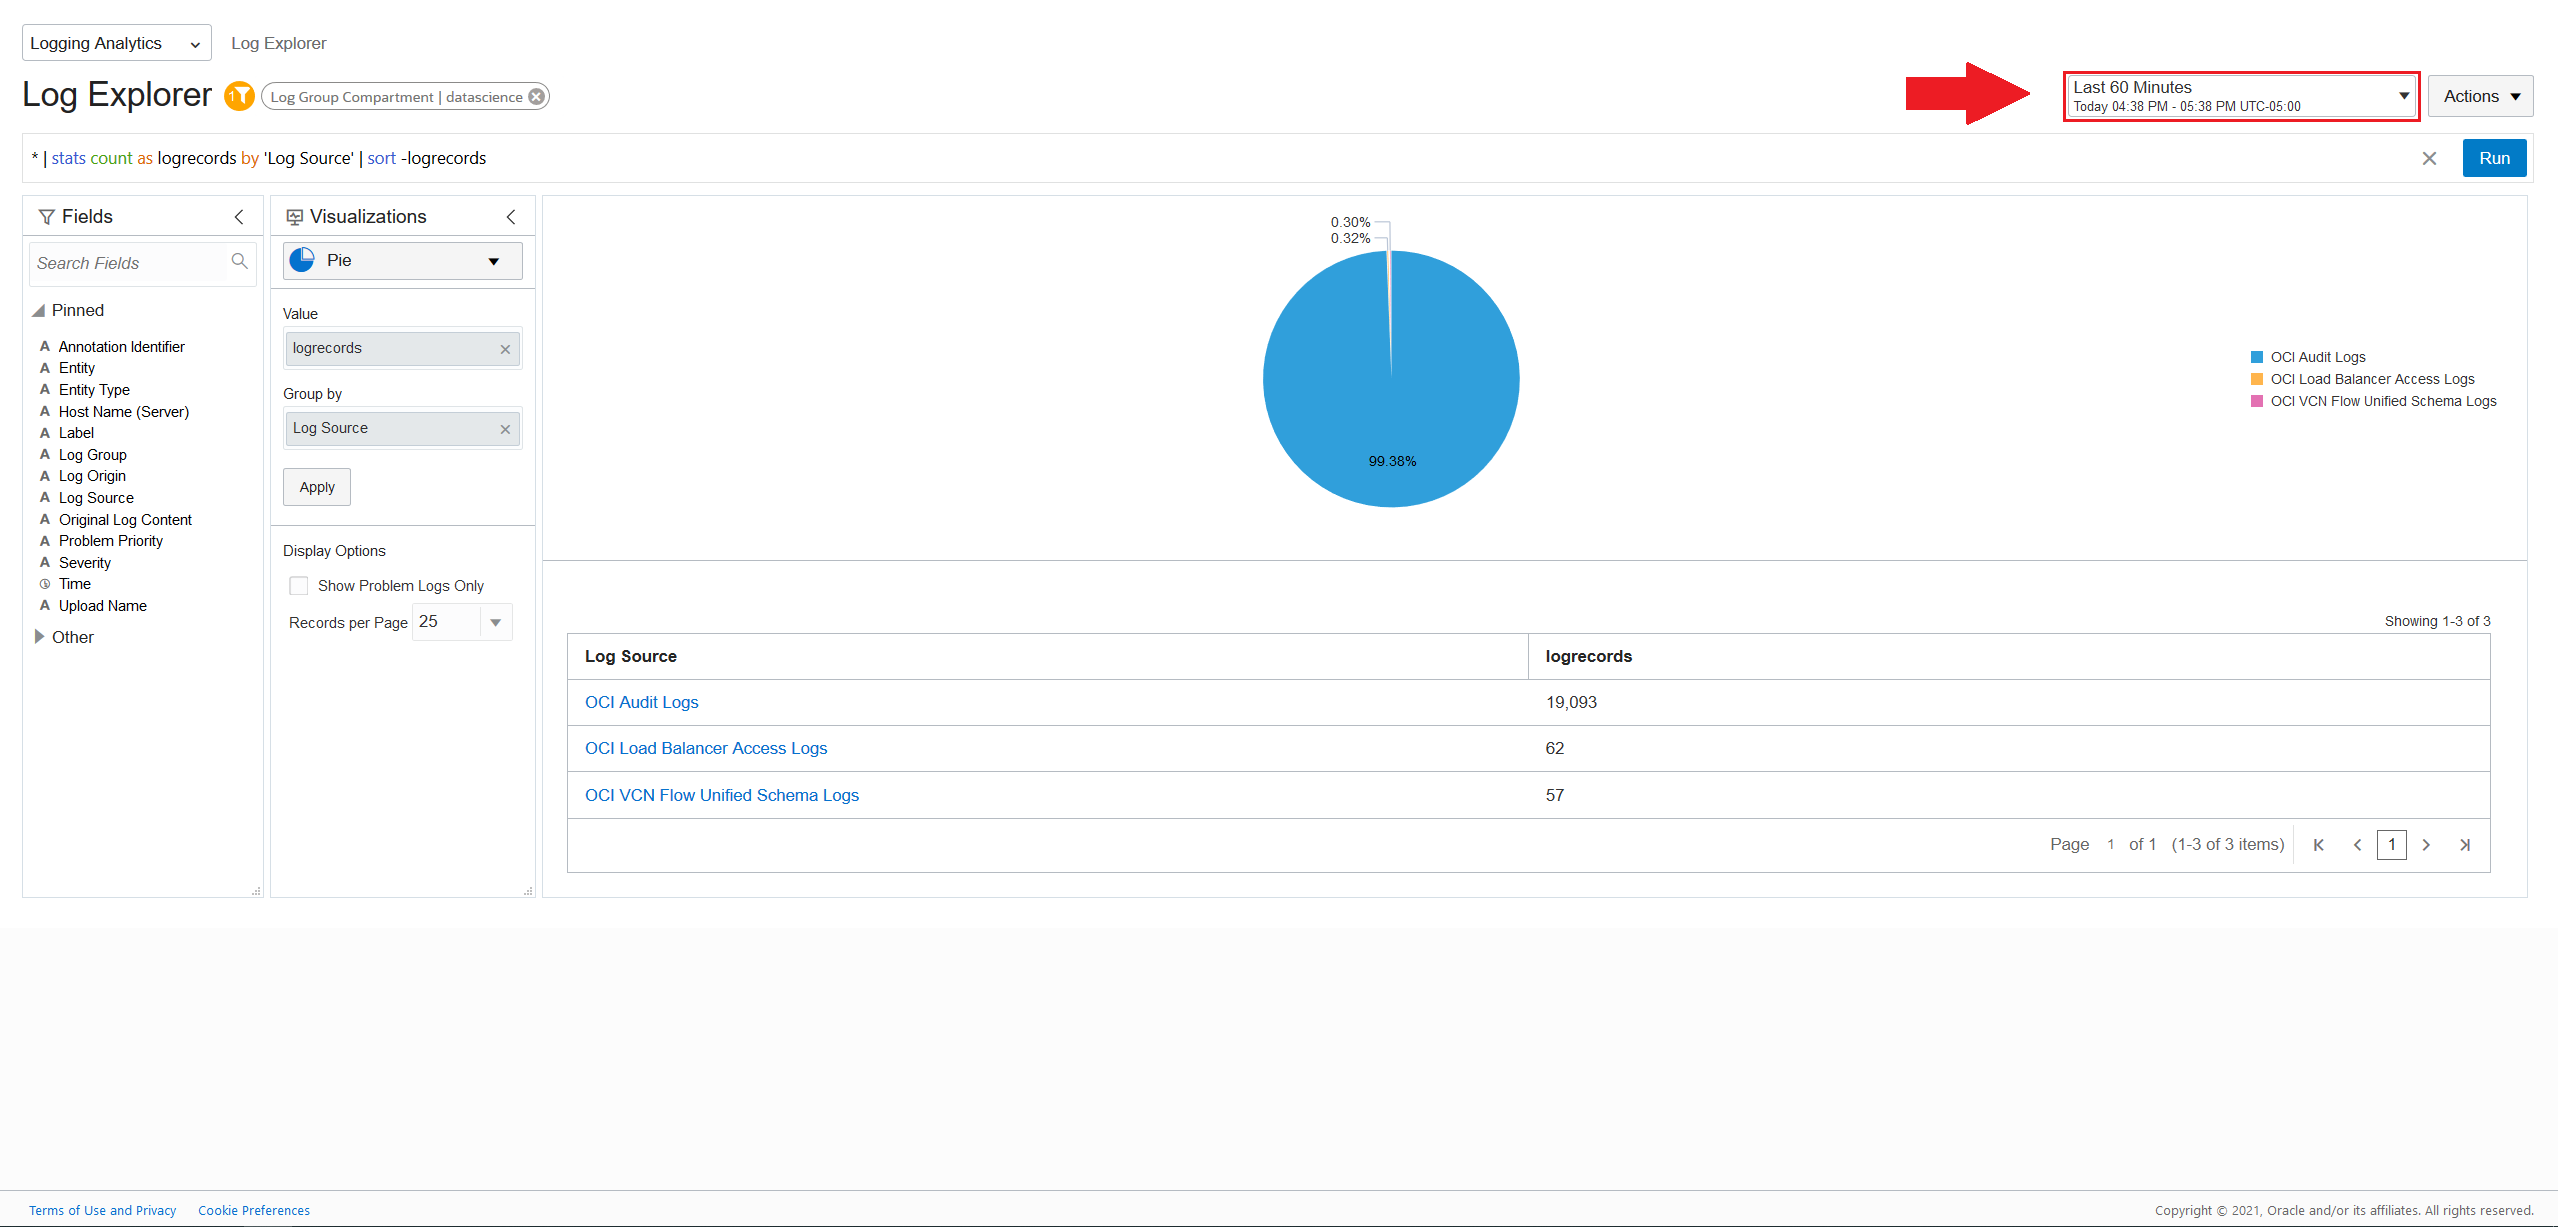 Logging Analytics
Log Explorer
Log Explorer
1
Log Group Compartment | datascience
Last 60 Minutes
Today 04:38 PM - 05:38 PM UTC-05:00
Actions
* | stats count as logrecords by 'Log Source' | sort -logrecords
Run
Fields
Search Fields
Pinned
A Annotation Identifier
A Entity
A Entity Type
A Host Name (Server)
A Label
A Log Group
A Log Origin
A Log Source
A Original Log Content
A Problem Priority
A Severity
Time
A Upload Name
Other
Visualizations
Pie
Value
logrecords
Group by
Log Source
Apply
Display Options
Show Problem Logs Only
Records per Page 25
0.30%
0.32%
99.38%
OCI Audit Logs
OCI Load Balancer Access Logs
OCI VCN Flow Unified Schema Logs
Showing 1-3 of 3
Log Source logrecords
OCI Audit Logs 19,093
OCI Load Balancer Access Logs 62
OCI VCN Flow Unified Schema Logs 57
Page 1 of 1 (1-3 of 3 items) 1
Terms of Use and Privacy Cookie Preferences
Copyright © 2021, Oracle and/or its affiliates. All rights reserved.